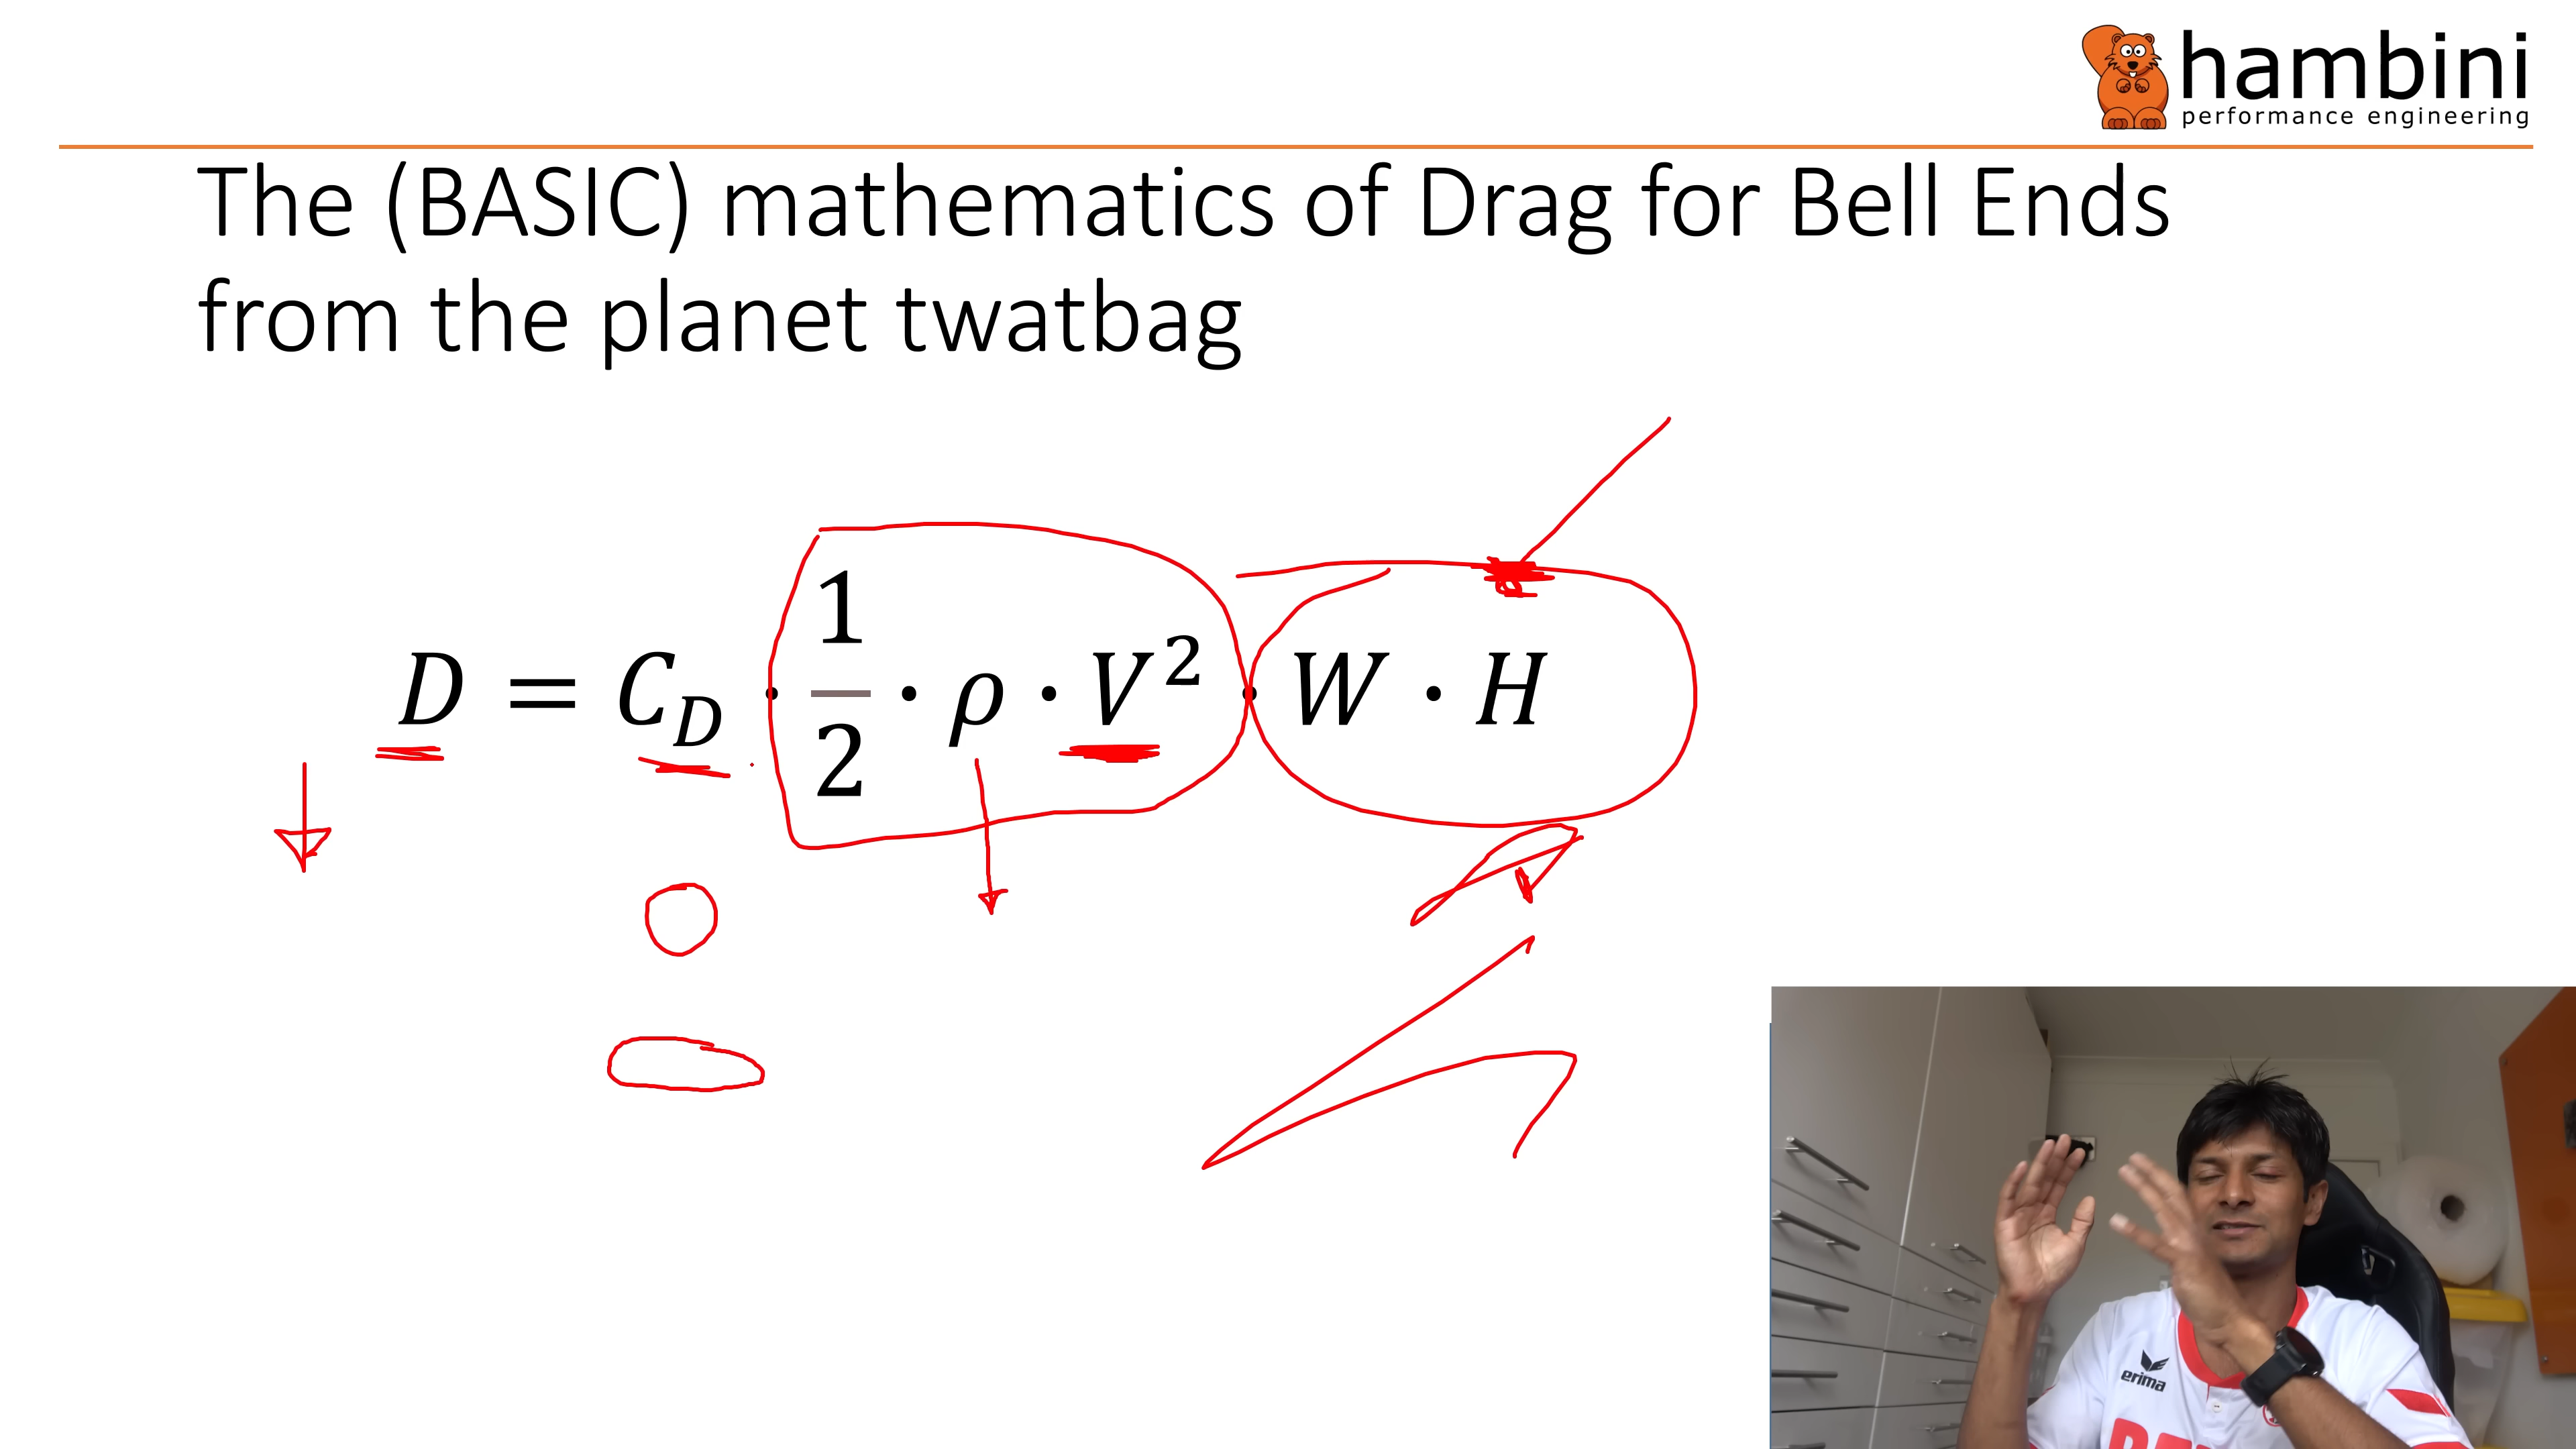 hambini
performance engineering
The (BASIC) mathematics of Drag for Bell Ends
from the planet twatbag
D = C_D · 1/2 · ρ · V² · W · H
erima